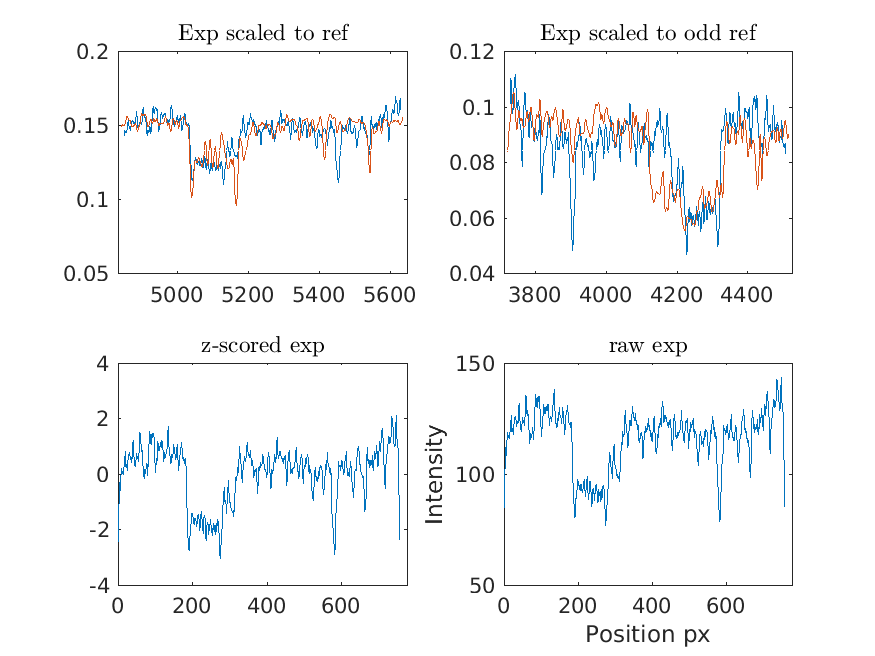 Exp scaled to ref
0.2
0.15
0.1
0.05
5000 5200 5400 5600
Exp scaled to odd ref
0.12
0.1
0.08
0.06
0.04
3800 4000 4200 4400
z-scored exp
4
2
0
-2
-4
0 200 400 600
raw exp
150
100
50
Intensity
0 200 400 600
Position px